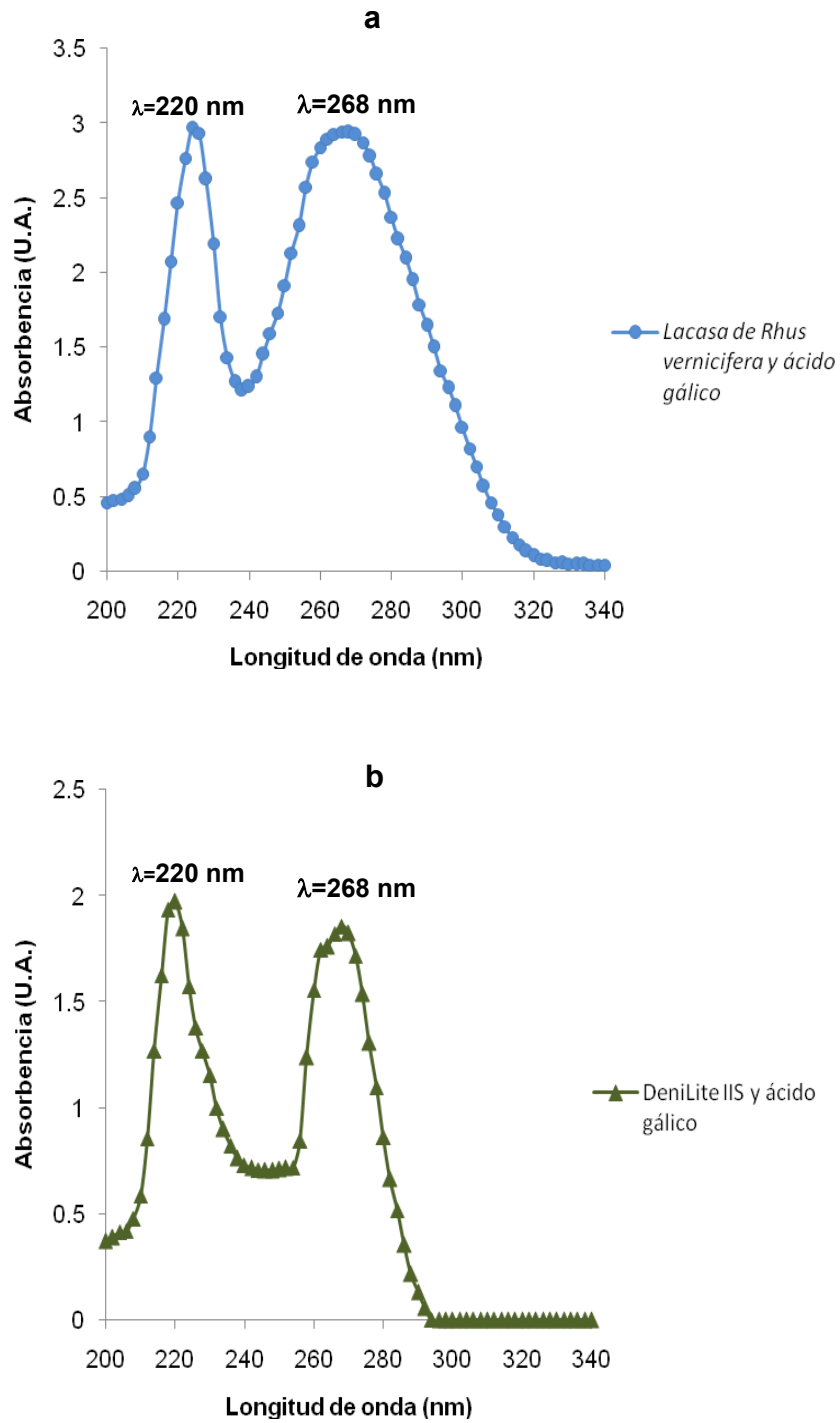 a
3.5
3
2.5
2
1.5
1
0.5
0
λ=220 nm
λ=268 nm
Absorbencia (U.A.)
200 220 240 260 280 300 320 340
Longitud de onda (nm)
Lacasa de Rhus
vernicifera y ácido
gálico
b
2.5
2
1.5
1
0.5
0
λ=220 nm
λ=268 nm
Absorbencia (U.A.)
200 220 240 260 280 300 320 340
Longitud de onda (nm)
DeniLite IIS y ácido
gálico